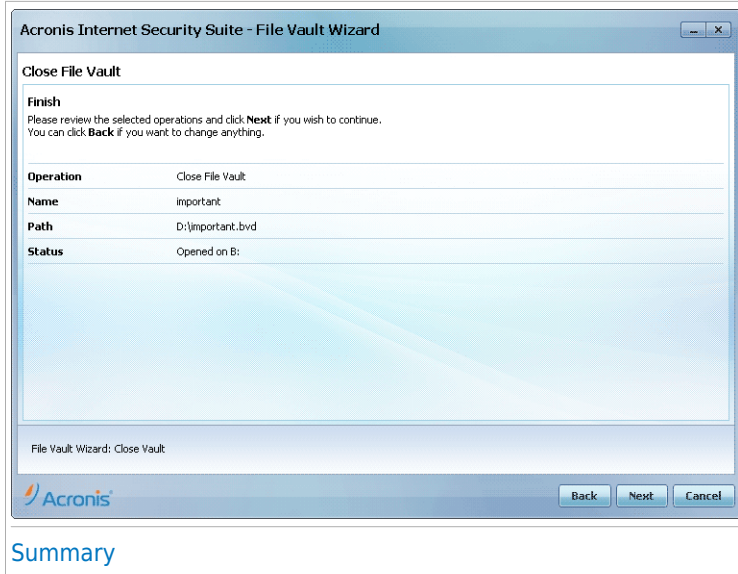 Acronis Internet Security Suite - File Vault Wizard
Close File Vault
Finish
Please review the selected operations and click Next if you wish to continue.
You can click Back if you want to change anything.
Operation Close File Vault
Name important
Path D:\important.bvd
Status Opened on B:
File Vault Wizard: Close Vault
Acronis
Back Next Cancel
Summary